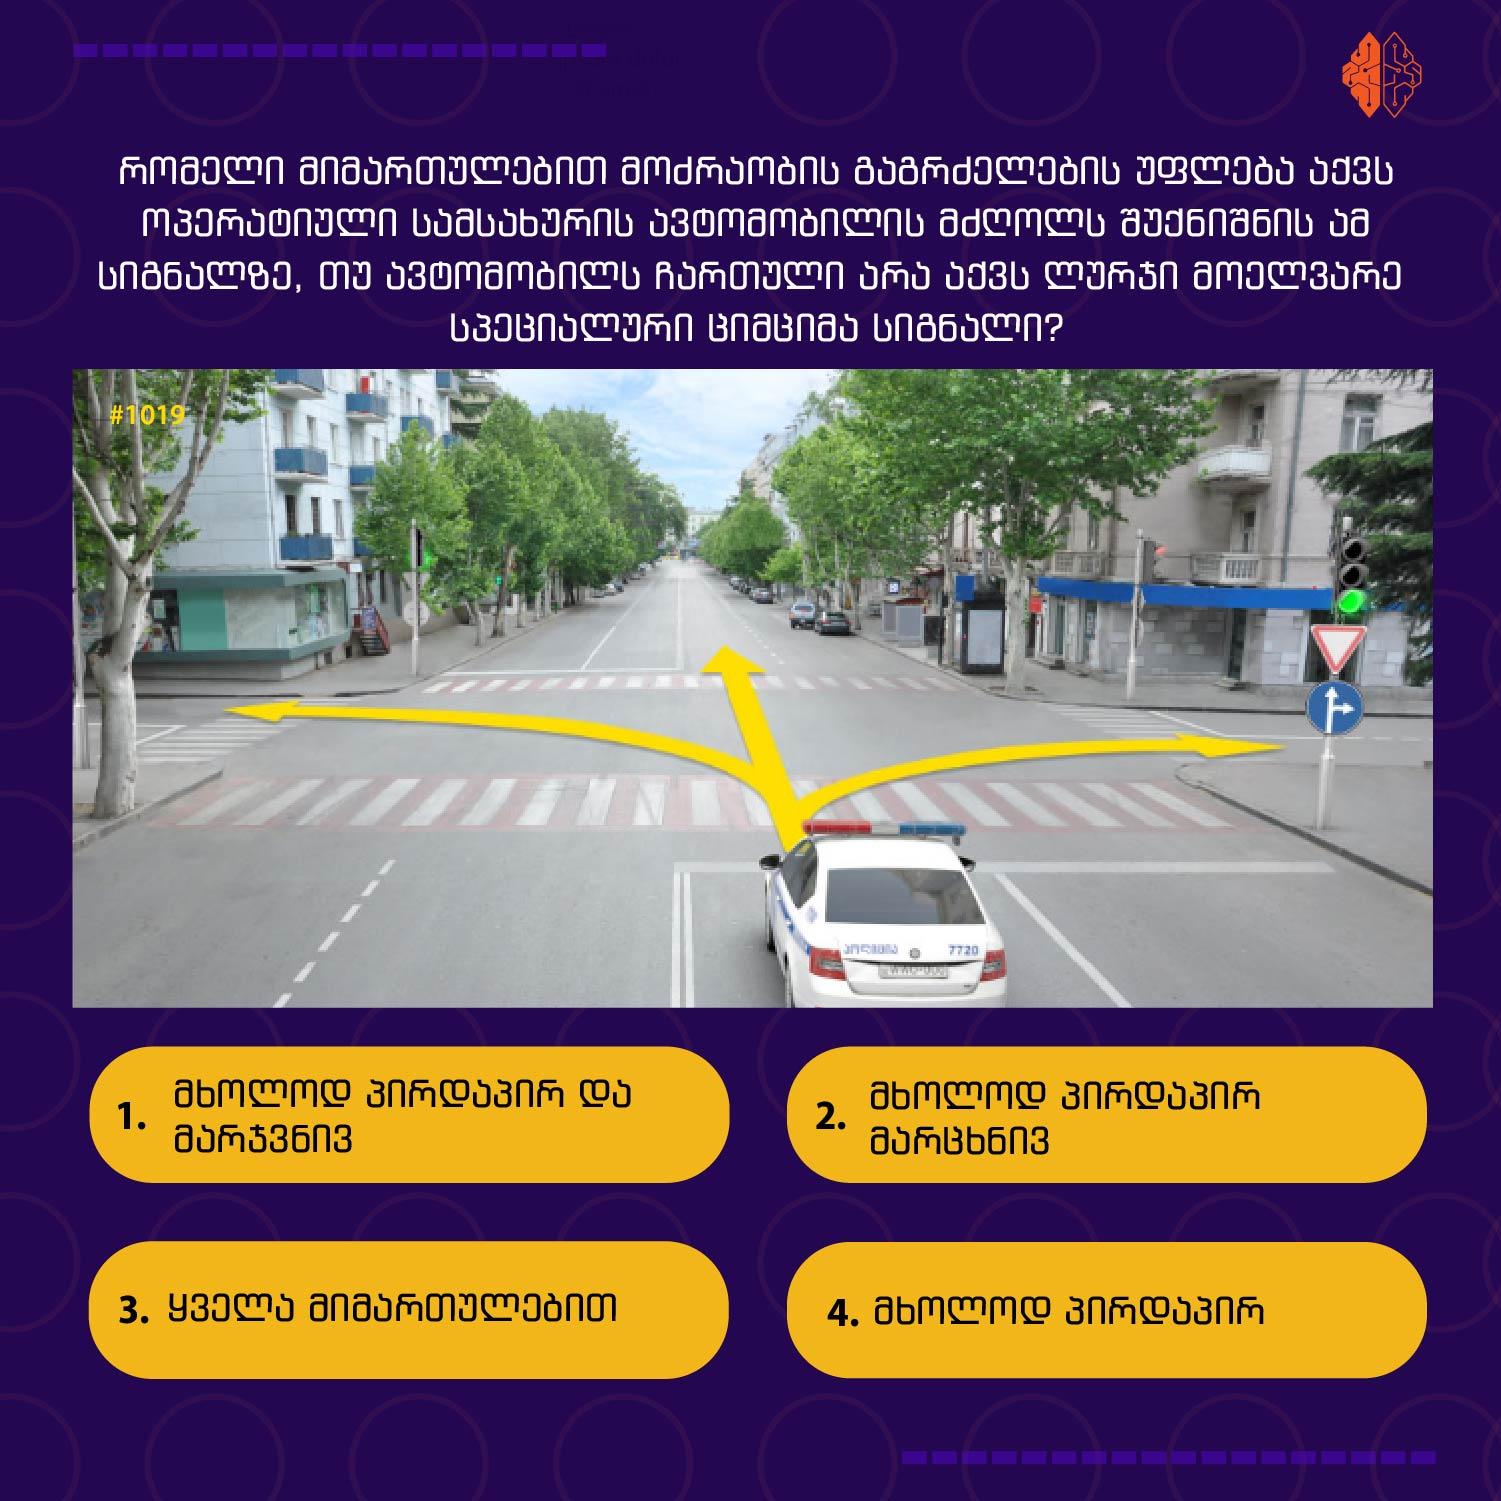 რომელი მიმართულებით მოძრაობის გაგრძელების უფლება აქვს
ოპერატიული სამსახურის ავტომობილის მძღოლს შუქნიშნის ამ
სიგნალზე, თუ ავტომობილს ჩართული არა აქვს ლურჯი მოელვარე
სპეციალური ციმციმა სიგნალი?
#1019
პოლიცია 7720
1. მხოლოდ პირდაპირ და
მარჯვნივ
2. მხოლოდ პირდაპირ
მარცხნივ
3. ყველა მიმართულებით
4. მხოლოდ პირდაპირ